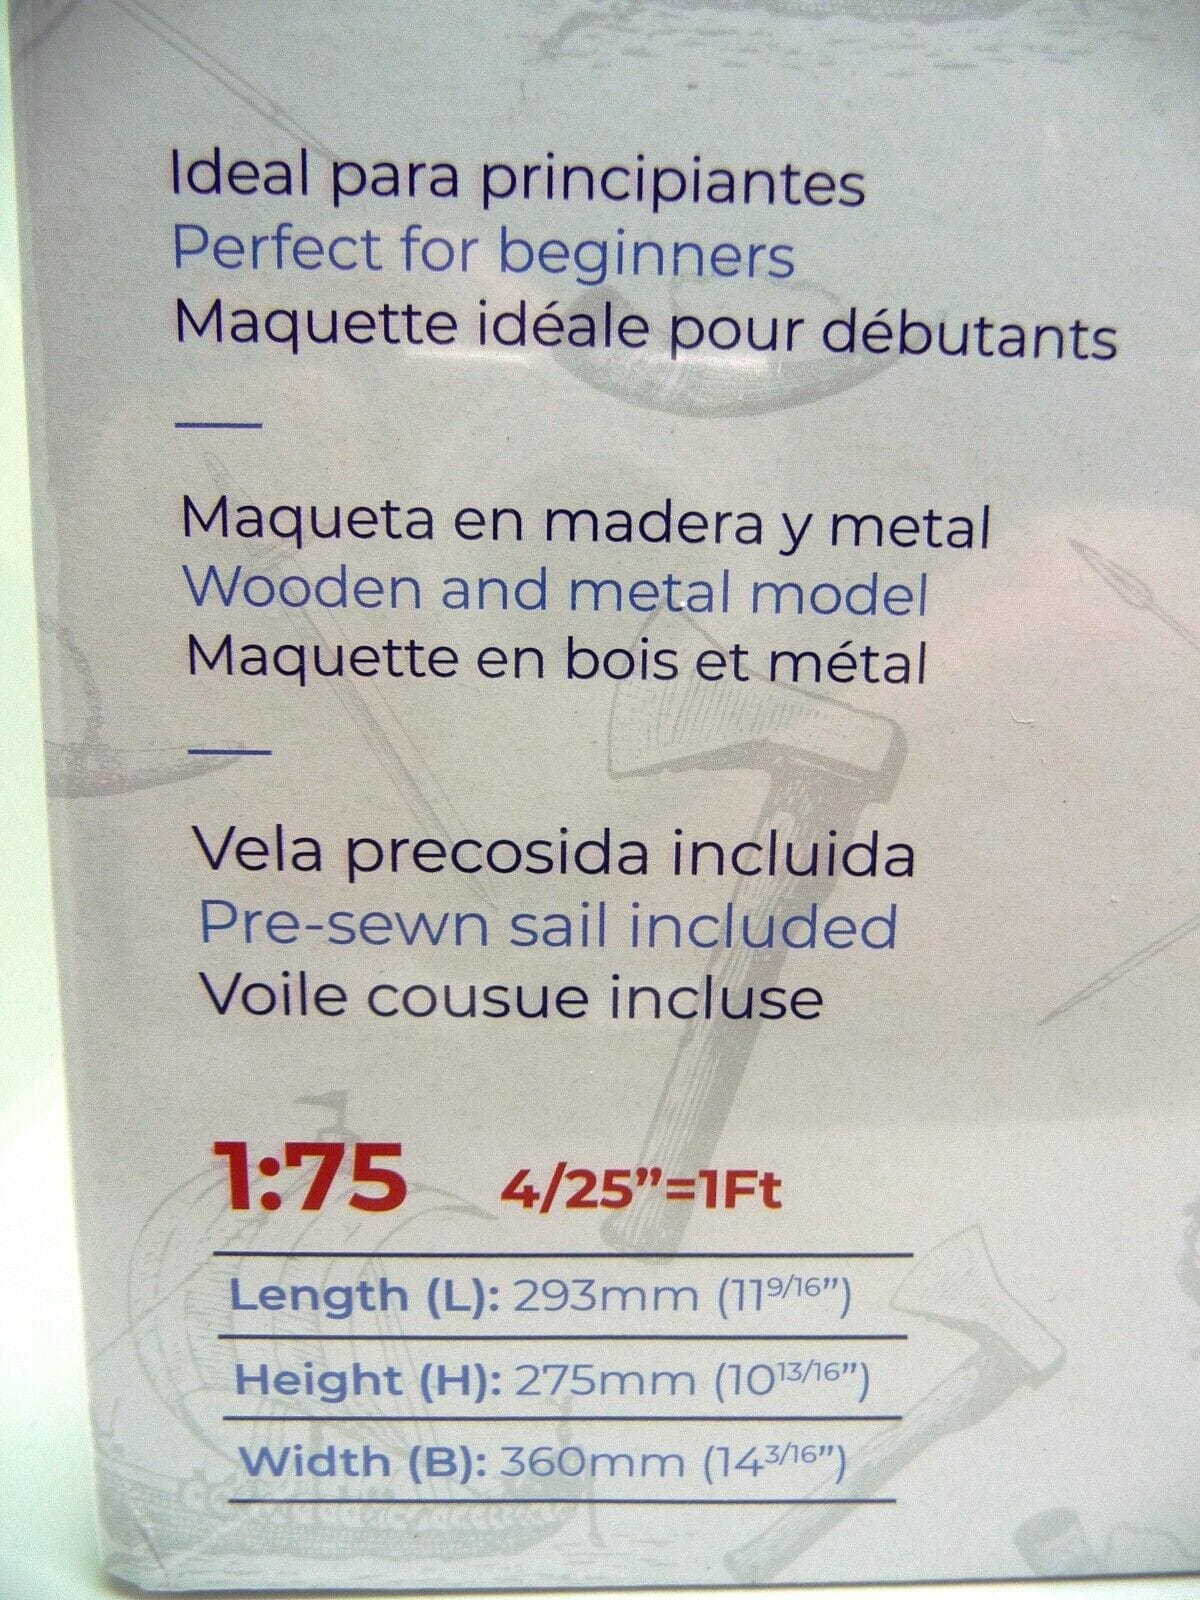 Ideal para principiantes
Perfect for beginners
Maquette idéale pour débutants
Maqueta en madera y metal
Wooden and metal model
Maquette en bois et métal
Vela precosida incluida
Pre-sewn sail included
Voile cousue incluse
1:75 4/25”=1Ft
Length (L): 293mm (11 9/16”)
Height (H): 275mm (10 13/16”)
Width (B): 360mm (14 3/16”)